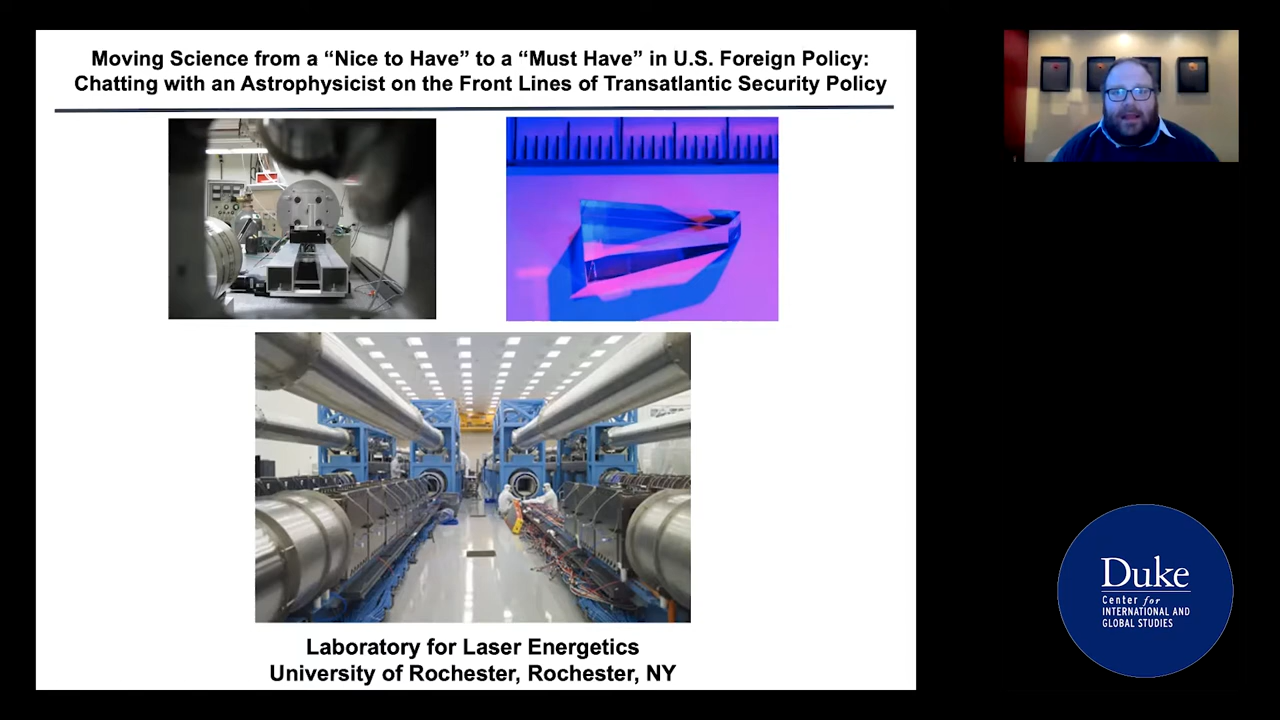 Moving Science from a “Nice to Have” to a “Must Have” in U.S. Foreign Policy:
Chatting with an Astrophysicist on the Front Lines of Transatlantic Security Policy
Laboratory for Laser Energetics
University of Rochester, Rochester, NY
Duke
Center for
INTERNATIONAL AND
GLOBAL STUDIES